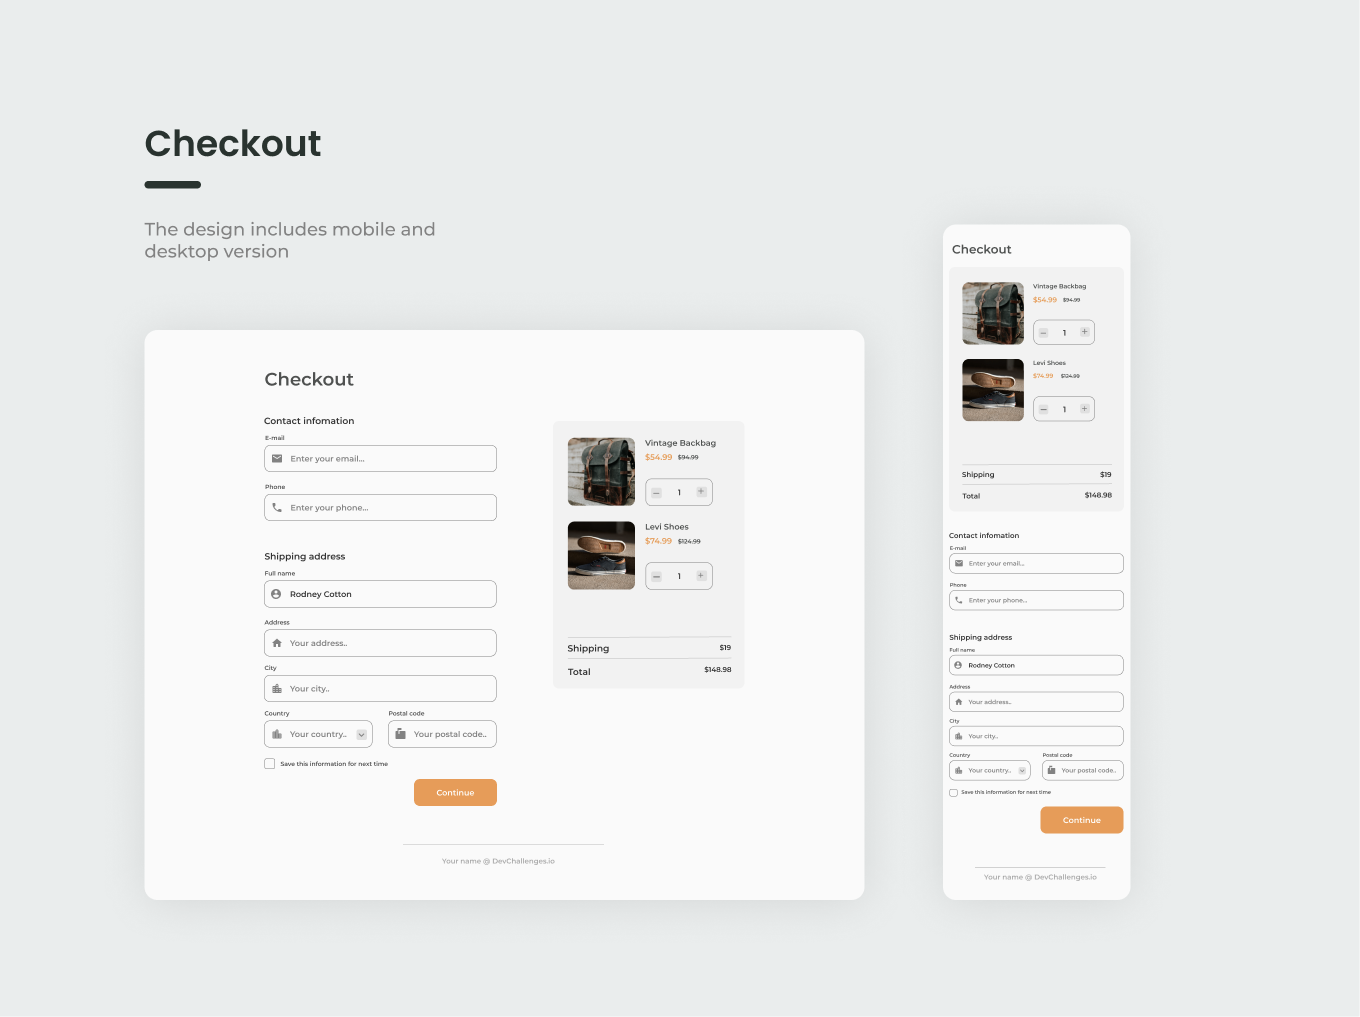 Checkout
The design includes mobile and
desktop version
Checkout
Contact infomation
E-mail
Enter your email...
Phone
Enter your phone...
Shipping address
Full name
Rodney Cotton
Address
Your address..
City
Your city..
Country
Postal code
Your country..
Your postal code..
Save this information for next time
Continue
Vintage Backbag
$54.99 $94.99
1
Levi Shoes
$74.99 $124.99
1
Shipping $19
Total $148.98
Your name @ DevChallenges.io
Checkout
Vintage Backbag
$54.99 $94.99
1
Levi Shoes
$74.99 $124.99
1
Shipping $19
Total $148.98
Contact infomation
E-mail
Enter your email...
Phone
Enter your phone...
Shipping address
Full name
Rodney Cotton
Address
Your address..
City
Your city..
Country
Postal code
Your country..
Your postal code..
Save this information for next time
Continue
Your name @ DevChallenges.io